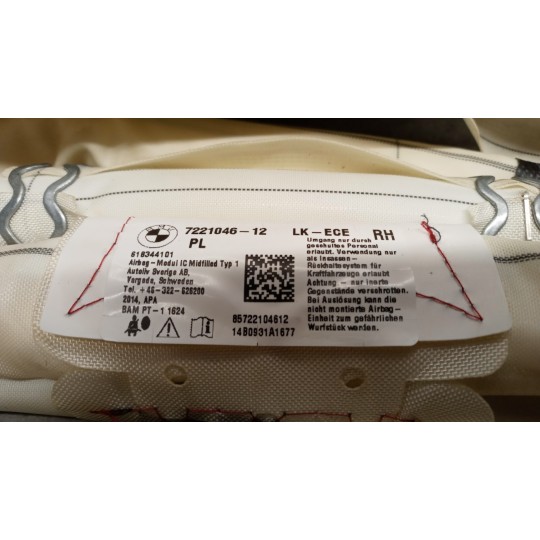 BMW
7221046-12 LK-ECE RH
PL
618344101
Airbag-Modul IC Midfilled Typ 1
Autoliv Sverige AB,
Vargada, Schweden
Tel. +46-322-626200
2014, APA
BAM PT-1 1624
85722104612
14B0931A1677
Umgang nur durch
geschultes Personal
erlaubt. Verwendung nur
als Insassen-
Rückhaltesystem für
Kraftfahrzeuge erlaubt
Achtung - nur inerte
Gegenstände verschrotten.
Bei Auslösung kann die
nicht montierte Airbag-
Einheit zum gefährlichen
Wurfstück warden.